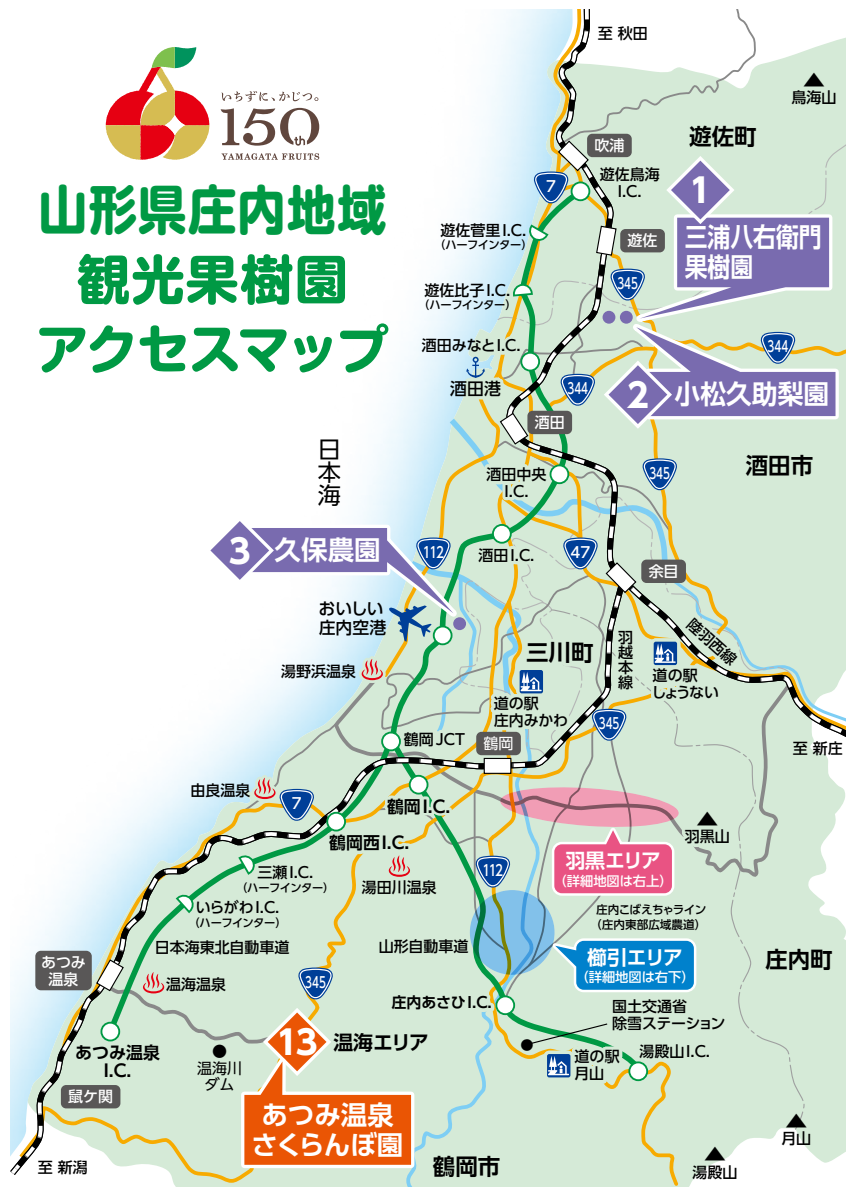 至 秋田
鳥海山
いちずに、かじつ。
150th
YAMAGATA FRUITS
山形県庄内地域
観光果樹園
アクセスマップ
遊佐町
吹浦
遊佐鳥海
I.C.
7
1
三浦八右衛門
果樹園
遊佐菅里I.C.
(ハーフインター)
遊佐
345
遊佐比子I.C.
(ハーフインター)
酒田みなとI.C.
344
酒田港
344
2
小松久助梨園
酒田
日本海
酒田市
酒田中央
I.C.
345
3
久保農園
112
酒田I.C.
47
余目
おいしい
庄内空港
三川町
羽越本線
陸羽西線
湯野浜温泉
道の駅
しょうない
道の駅
庄内みかわ
345
鶴岡JCT
鶴岡
至 新庄
由良温泉
7
鶴岡I.C.
鶴岡西I.C.
羽黒山
羽黒エリア
(詳細地図は右上)
三瀬I.C.
(ハーフインター)
湯田川温泉
112
いらがわI.C.
(ハーフインター)
庄内こばえちゃライン
(庄内東部広域農道)
日本海東北自動車道
山形自動車道
櫛引エリア
(詳細地図は右下)
庄内町
あつみ
温泉
温海温泉
345
庄内あさひI.C.
国土交通省
除雪ステーション
13
温海エリア
あつみ温泉
I.C.
温海川
ダム
道の駅
月山
湯殿山I.C.
鼠ケ関
あつみ温泉
さくらんぼ園
月山
至 新潟
鶴岡市
湯殿山